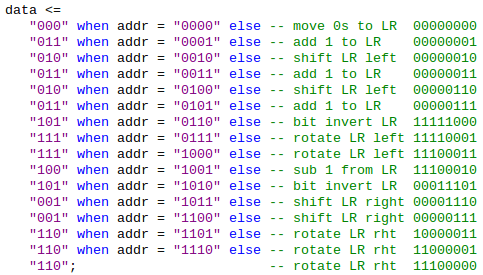 data <=
   "000" when addr = "0000" else -- move 0s to LR  00000000
   "011" when addr = "0001" else -- add 1 to LR    00000001
   "010" when addr = "0010" else -- shift LR left  00000010
   "011" when addr = "0011" else -- add 1 to LR    00000011
   "010" when addr = "0100" else -- shift LR left  00000110
   "011" when addr = "0101" else -- add 1 to LR    00000111
   "101" when addr = "0110" else -- bit invert LR  11111000
   "111" when addr = "0111" else -- rotate LR left 11110001
   "111" when addr = "1000" else -- rotate LR left 11100011
   "100" when addr = "1001" else -- sub 1 from LR  11100010
   "101" when addr = "1010" else -- bit invert LR  00011101
   "001" when addr = "1011" else -- shift LR right 00001110
   "001" when addr = "1100" else -- shift LR right 00000111
   "110" when addr = "1101" else -- rotate LR rht  10000011
   "110" when addr = "1110" else -- rotate LR rht  11000001
   "110";                        -- rotate LR rht  11100000